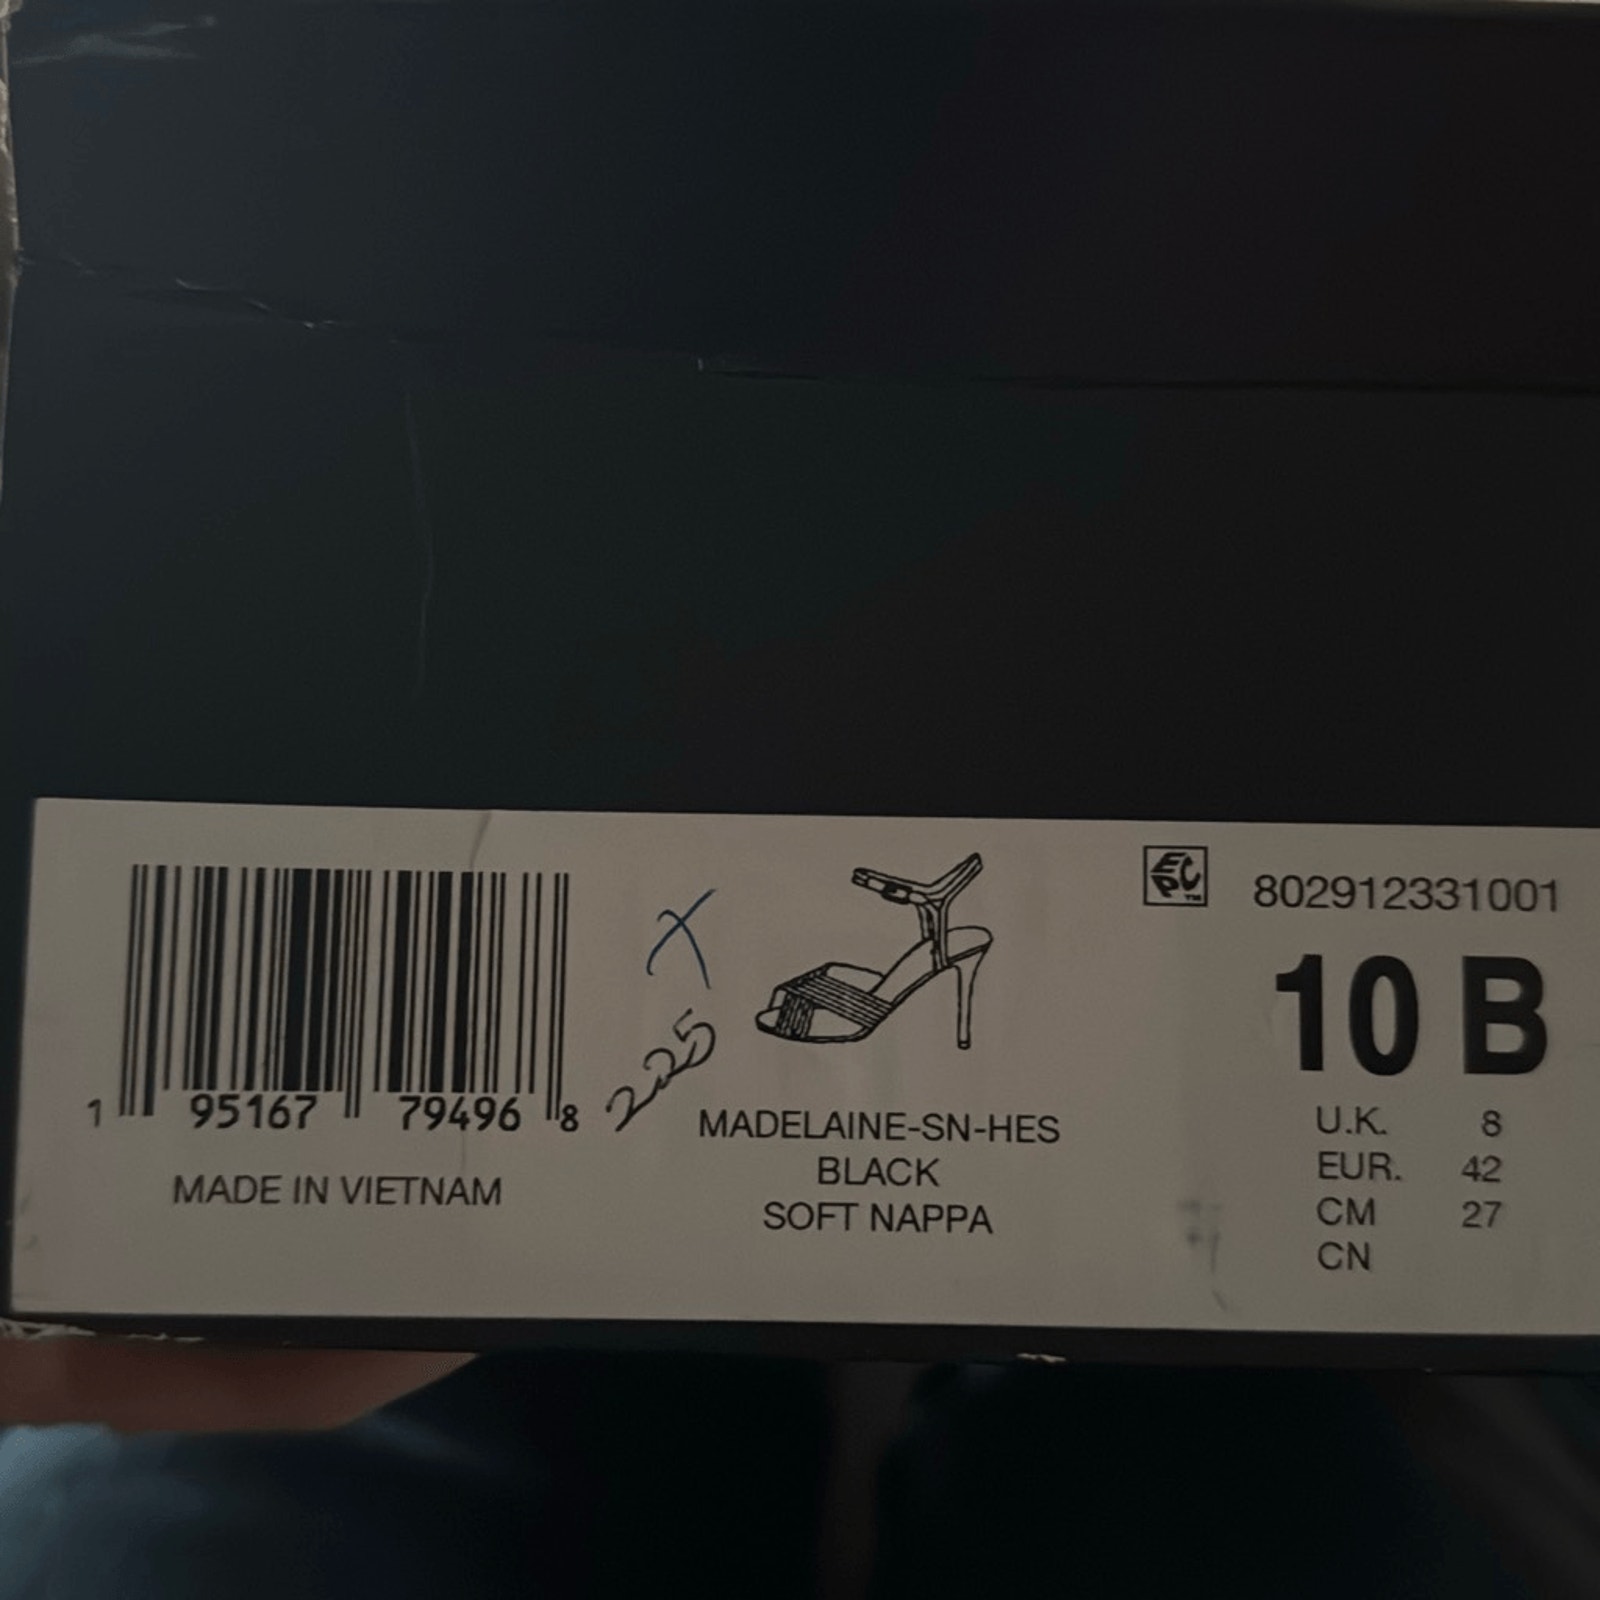 EPC™
802912331001
10 B
X
225
1 95167 79496 8
MADE IN VIETNAM
MADELAINE-SN-HES
BLACK
SOFT NAPPA
U.K. 8
EUR. 42
CM 27
CN